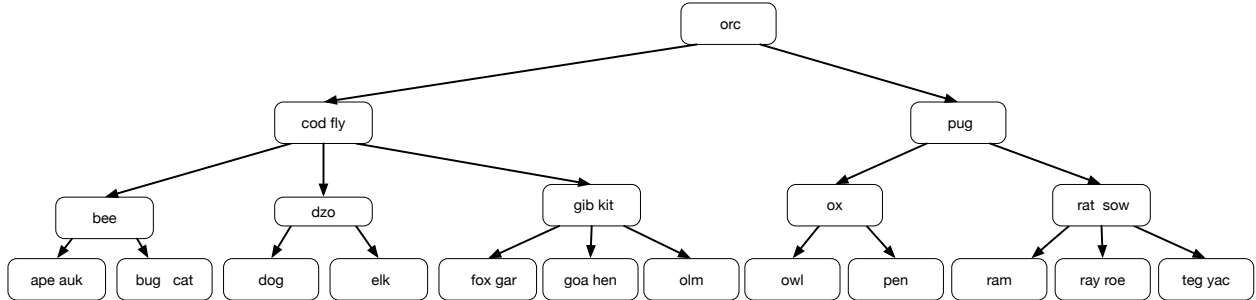 orc
cod fly
pug
bee
dzo
gib kit
ox
rat sow
ape auk
bug cat
dog
elk
fox gar
goa hen
olm
owl
pen
ram
ray roe
teg yac